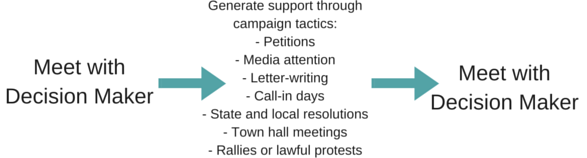 Meet with
Decision Maker
Generate support through
campaign tactics:
- Petitions
- Media attention
- Letter-writing
- Call-in days
- State and local resolutions
- Town hall meetings
- Rallies or lawful protests
Meet with
Decision Maker